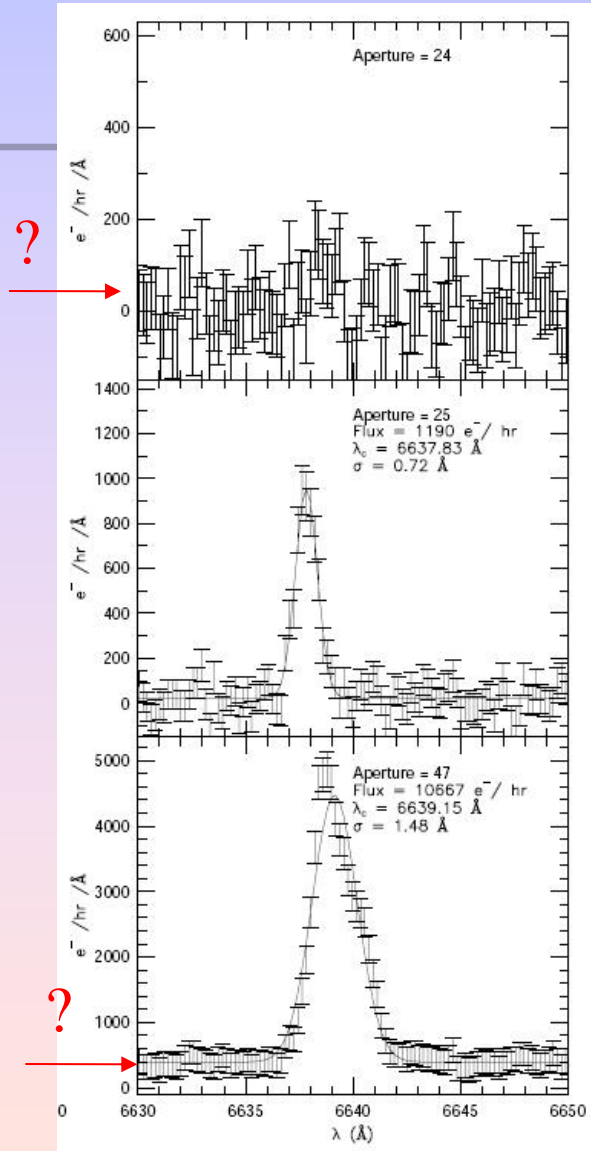 600
Aperture = 24
400
e⁻ /hr /Å
200
?
0
1400
Aperture = 25
1200
Flux = 1190 e⁻/ hr
λc = 6637.83 Å
1000
σ = 0.72 Å
800
e⁻ /hr /Å
600
400
200
0
5000
Aperture = 47
Flux = 10667 e⁻/ hr
λc = 6639.15 Å
4000
σ = 1.48 Å
3000
e⁻ /hr /Å
2000
?
1000
0
0 6630 6635 6640 6645 6650
λ (Å)